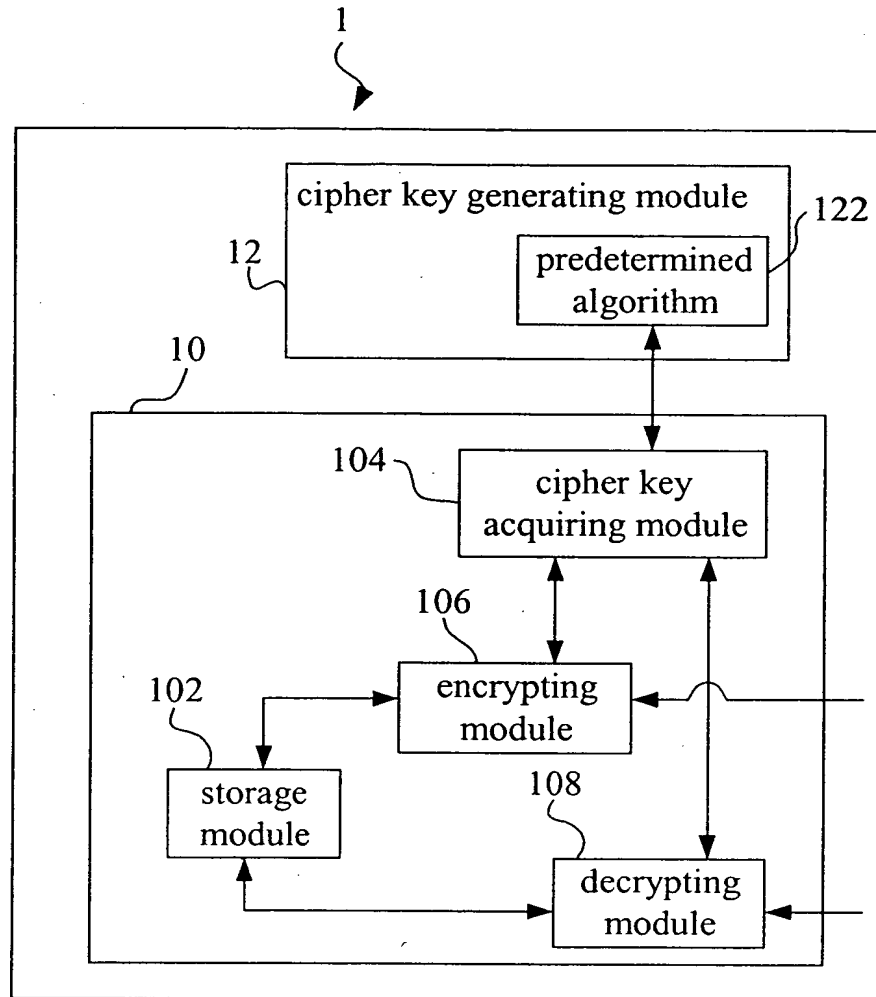 1
cipher key generating module
122
12
predetermined
algorithm
10
104
cipher key
acquiring module
106
encrypting
module
102
storage
module
108
decrypting
module